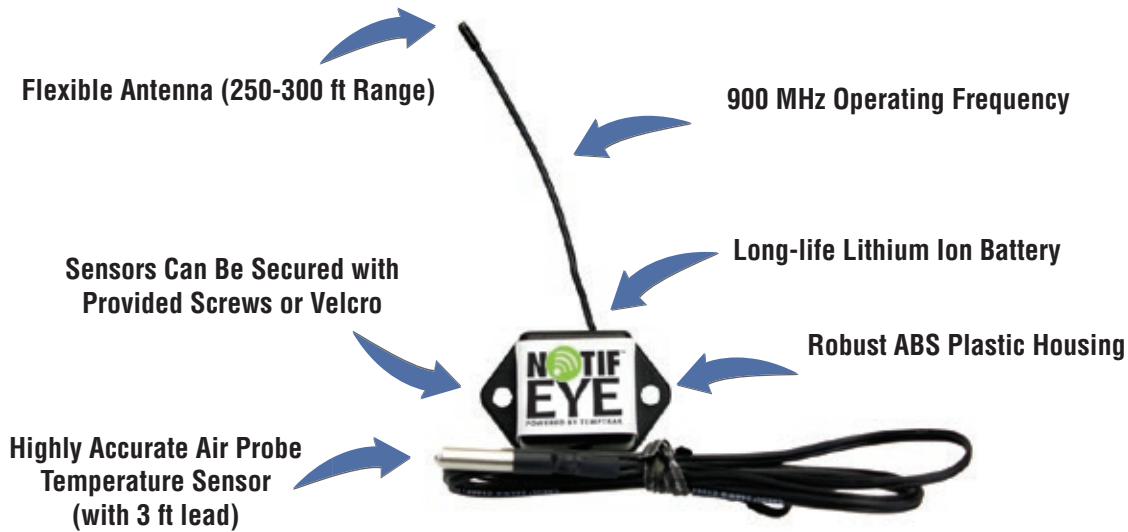 Flexible Antenna (250-300 ft Range)
900 MHz Operating Frequency
Long-life Lithium Ion Battery
Sensors Can Be Secured with
Provided Screws or Velcro
Robust ABS Plastic Housing
NOTIF™
EYE
POWERED BY TEMPTRAK
Highly Accurate Air Probe
Temperature Sensor
(with 3 ft lead)